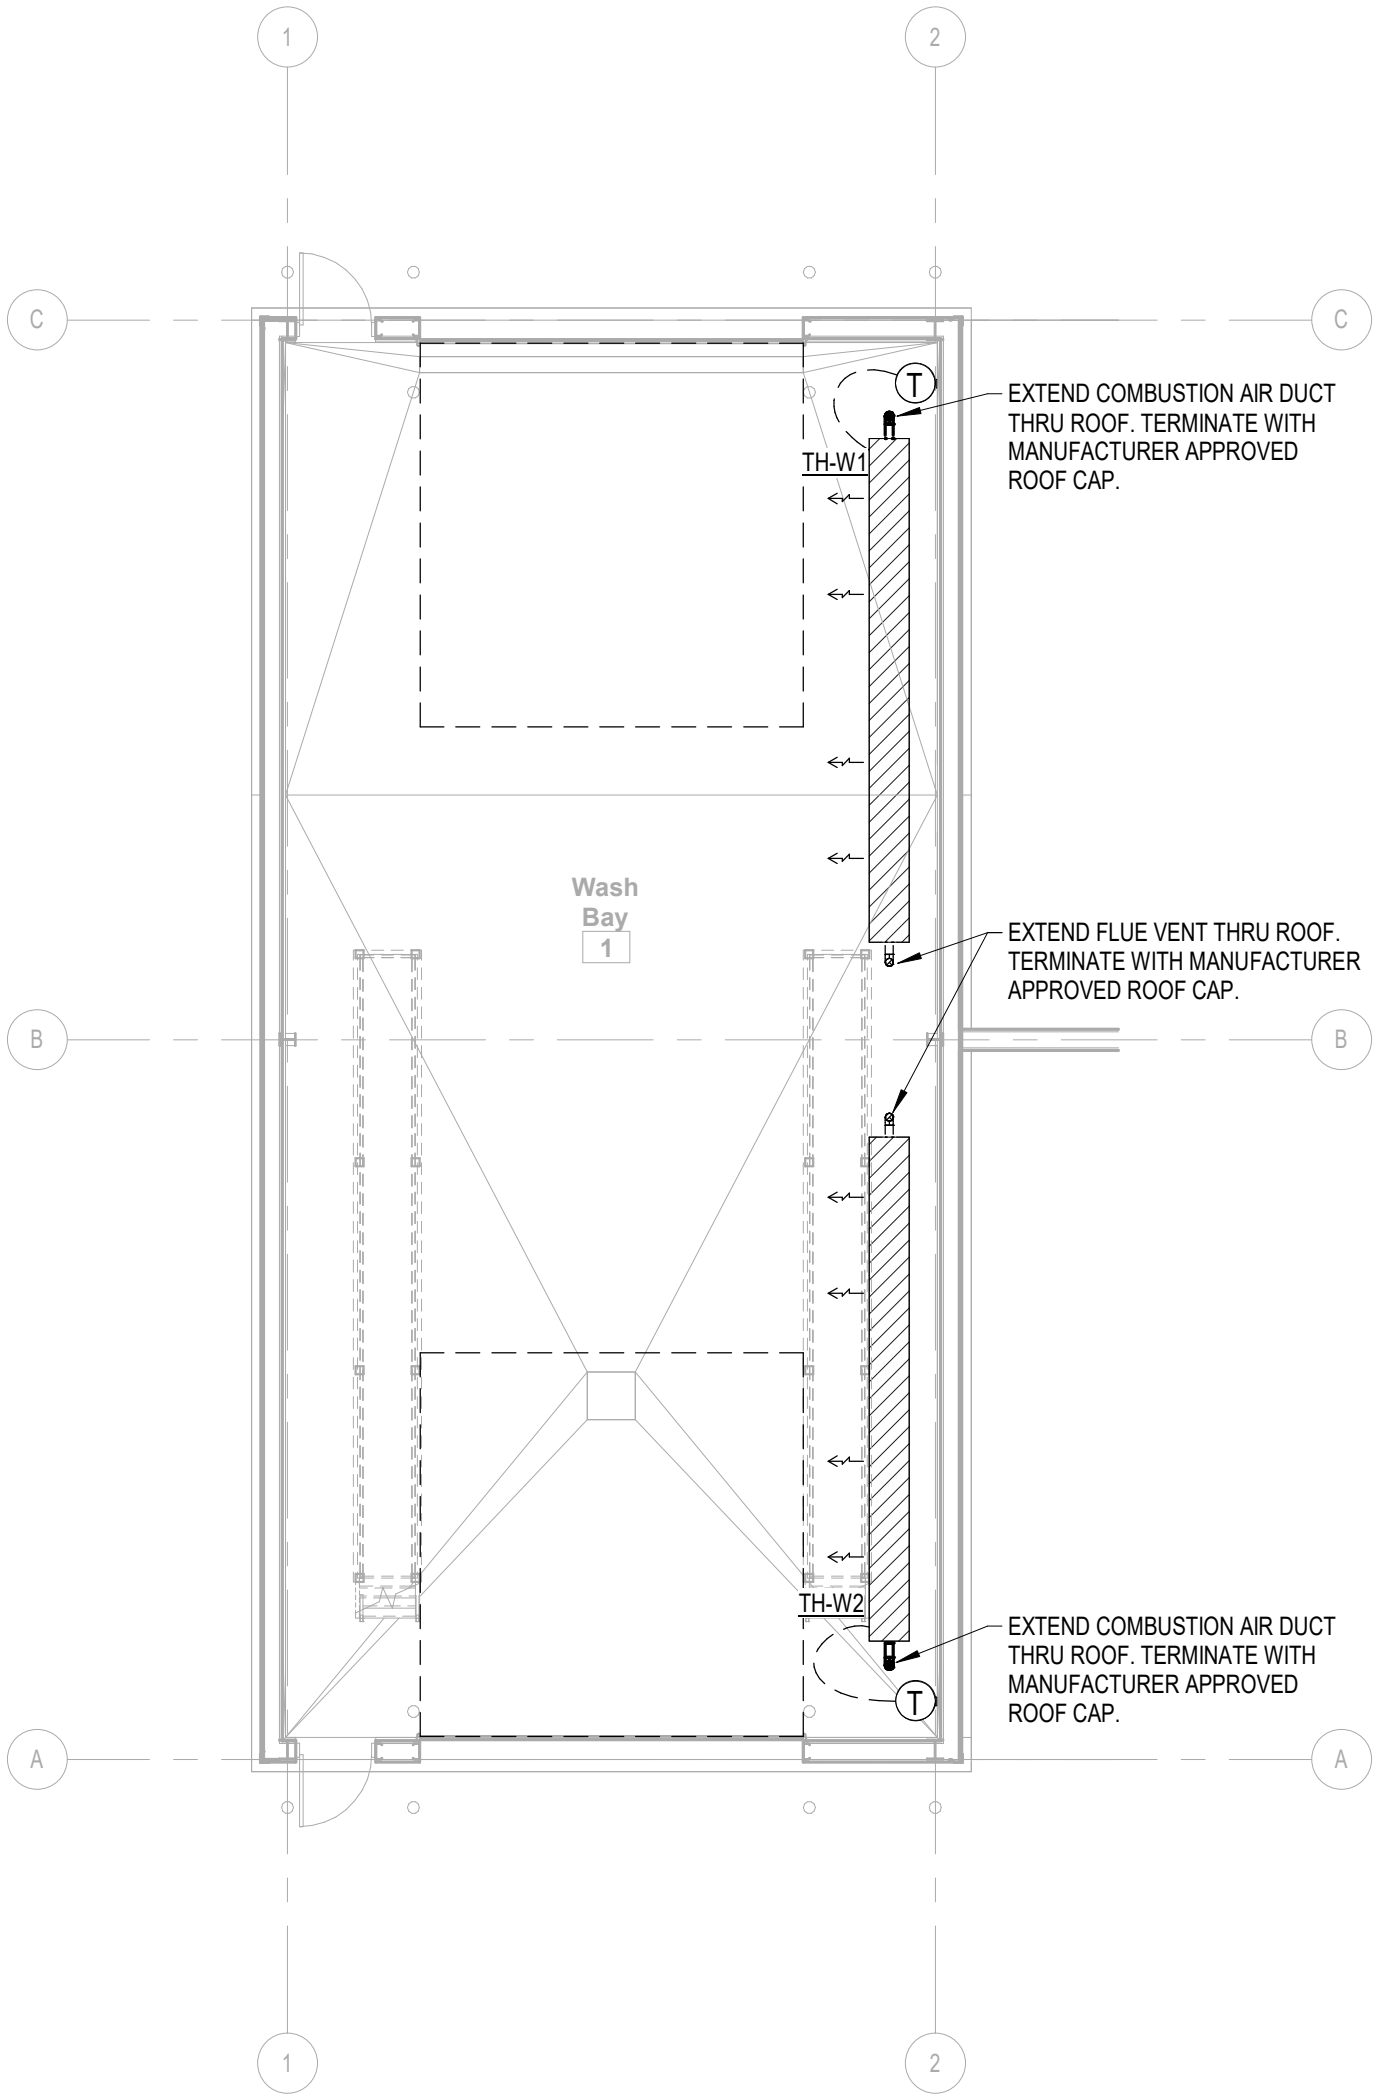 1
2
C
C
T
EXTEND COMBUSTION AIR DUCT
THRU ROOF. TERMINATE WITH
MANUFACTURER APPROVED
ROOF CAP.
TH-W1
Wash
Bay
1
EXTEND FLUE VENT THRU ROOF.
TERMINATE WITH MANUFACTURER
APPROVED ROOF CAP.
B
B
TH-W2
EXTEND COMBUSTION AIR DUCT
THRU ROOF. TERMINATE WITH
MANUFACTURER APPROVED
ROOF CAP.
T
A
A
1
2